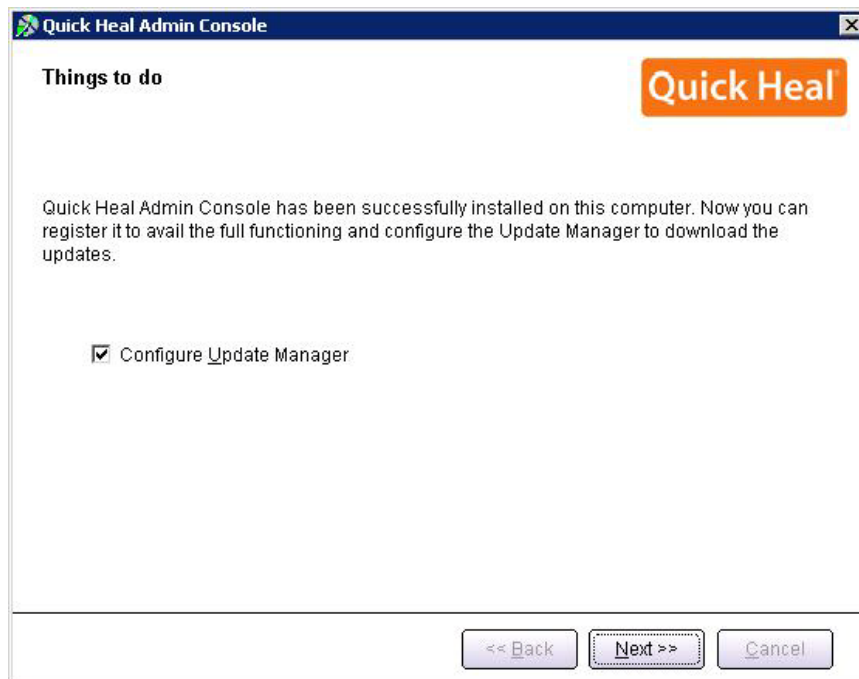 Quick Heal Admin Console
Things to do
Quick Heal
Quick Heal Admin Console has been successfully installed on this computer. Now you can
register it to avail the full functioning and configure the Update Manager to download the
updates.
Configure Update Manager
<< Back
Next >>
Cancel